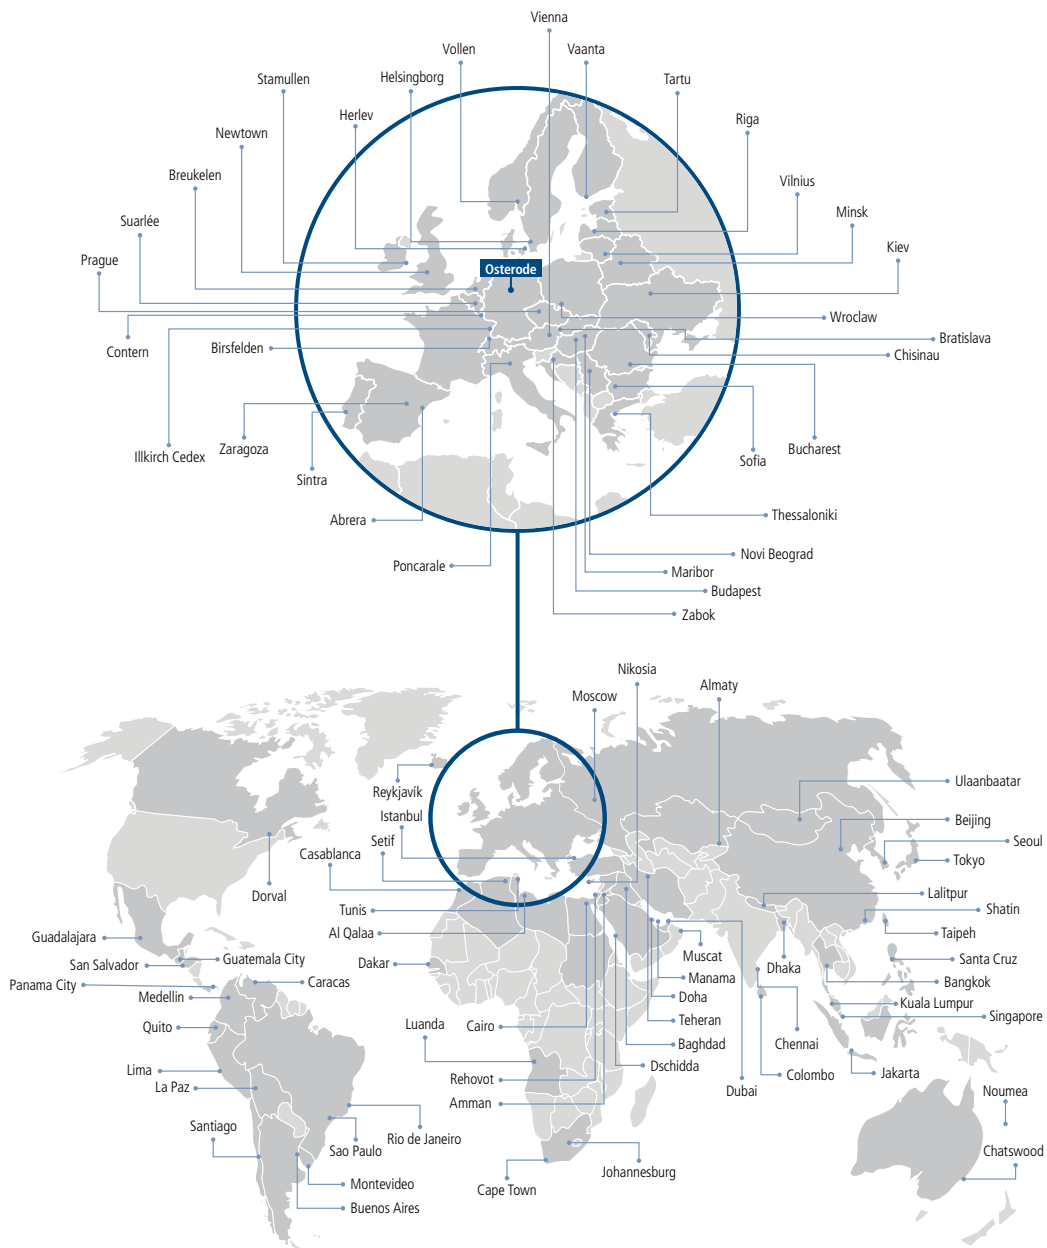 Vienna
Vollen
Vaanta
Stamullen
Helsingborg
Tartu
Herlev
Riga
Newtown
Breukelen
Vilnius
Suarlée
Minsk
Kiev
Prague
Osterode
Wroclaw
Bratislava
Contern
Birsfelden
Chisinau
Illkirch Cedex
Zaragoza
Bucharest
Sofia
Sintra
Abrera
Thessaloniki
Novi Beograd
Poncarale
Maribor
Budapest
Zabok
Nikosia
Almaty
Moscow
Ulaanbaatar
Reykjavík
Istanbul
Beijing
Setif
Seoul
Casablanca
Tokyo
Dorval
Lalitpur
Tunis
Shatin
Al Qalaa
Taipeh
Guadalajara
Guatemala City
Muscat
San Salvador
Dakar
Dhaka
Santa Cruz
Panama City
Caracas
Manama
Bangkok
Medellin
Doha
Kuala Lumpur
Quito
Luanda
Cairo
Teheran
Singapore
Baghdad
Chennai
Lima
Dschidda
La Paz
Rehovot
Colombo
Jakarta
Dubai
Noumea
Amman
Santiago
Rio de Janeiro
Sao Paulo
Chatswood
Johannesburg
Montevideo
Cape Town
Buenos Aires